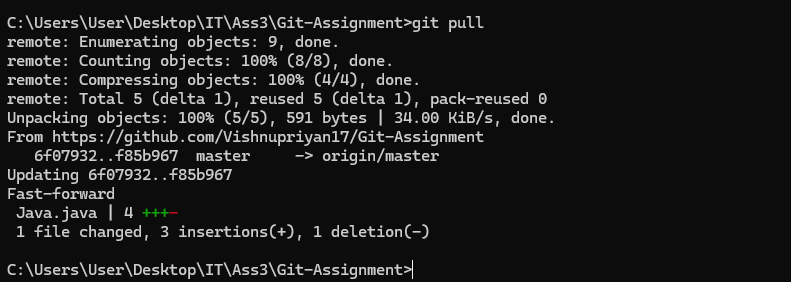 C:\Users\User\Desktop\IT\Ass3\Git-Assignment>git pull
remote: Enumerating objects: 9, done.
remote: Counting objects: 100% (8/8), done.
remote: Compressing objects: 100% (4/4), done.
remote: Total 5 (delta 1), reused 5 (delta 1), pack-reused 0
Unpacking objects: 100% (5/5), 591 bytes | 34.00 KiB/s, done.
From https://github.com/Vishnupriyan17/Git-Assignment
   6f07932..f85b967  master     -> origin/master
Updating 6f07932..f85b967
Fast-forward
 Java.java | 4 +++-
 1 file changed, 3 insertions(+), 1 deletion(-)
C:\Users\User\Desktop\IT\Ass3\Git-Assignment>